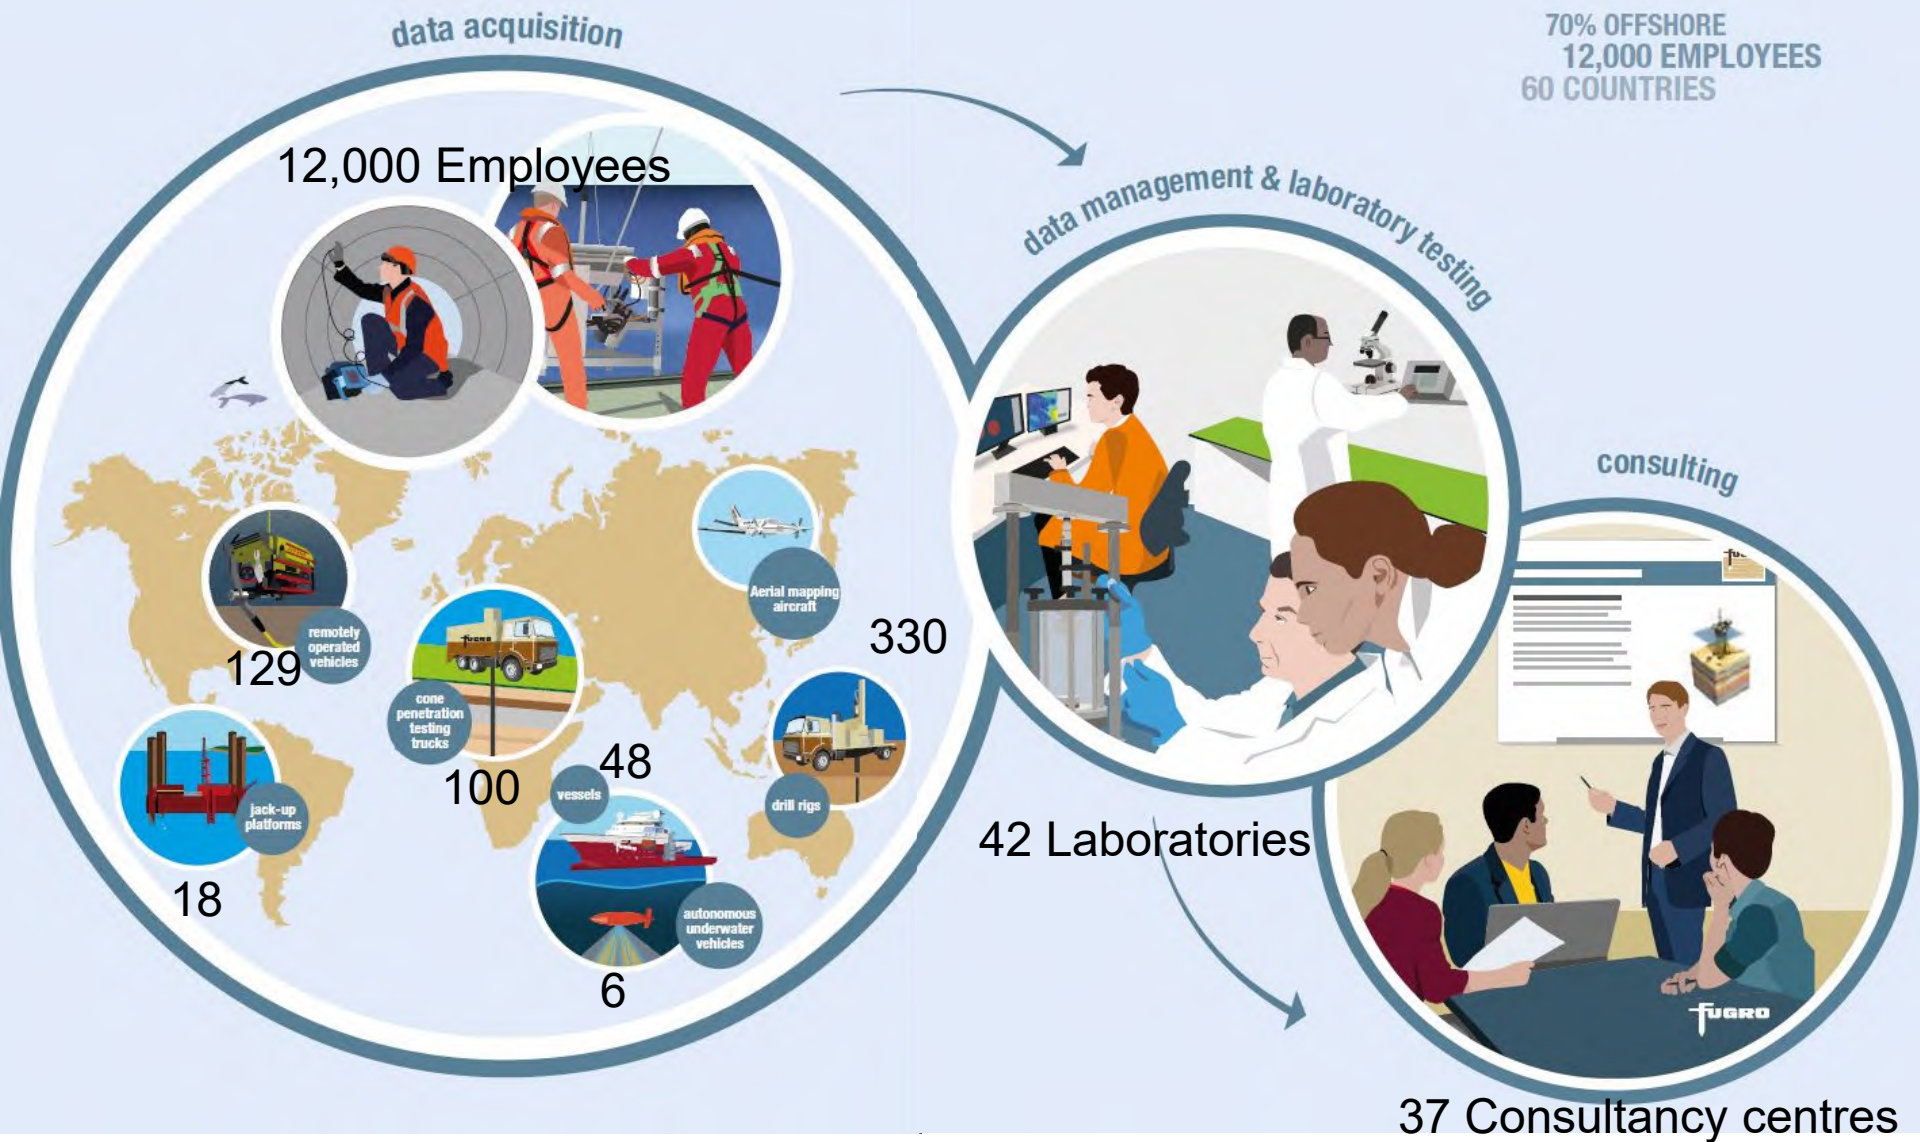 data acquisition
70% OFFSHORE
12,000 EMPLOYEES
60 COUNTRIES
12,000 Employees
data management & laboratory testing
consulting
Aerial mapping
aircraft
remotely
operated
vehicles
129
330
FUGRO
cone
penetration
testing
trucks
100
48
vessels
drill rigs
jack-up
platforms
18
autonomous
underwater
vehicles
6
42 Laboratories
FUGRO
37 Consultancy centres